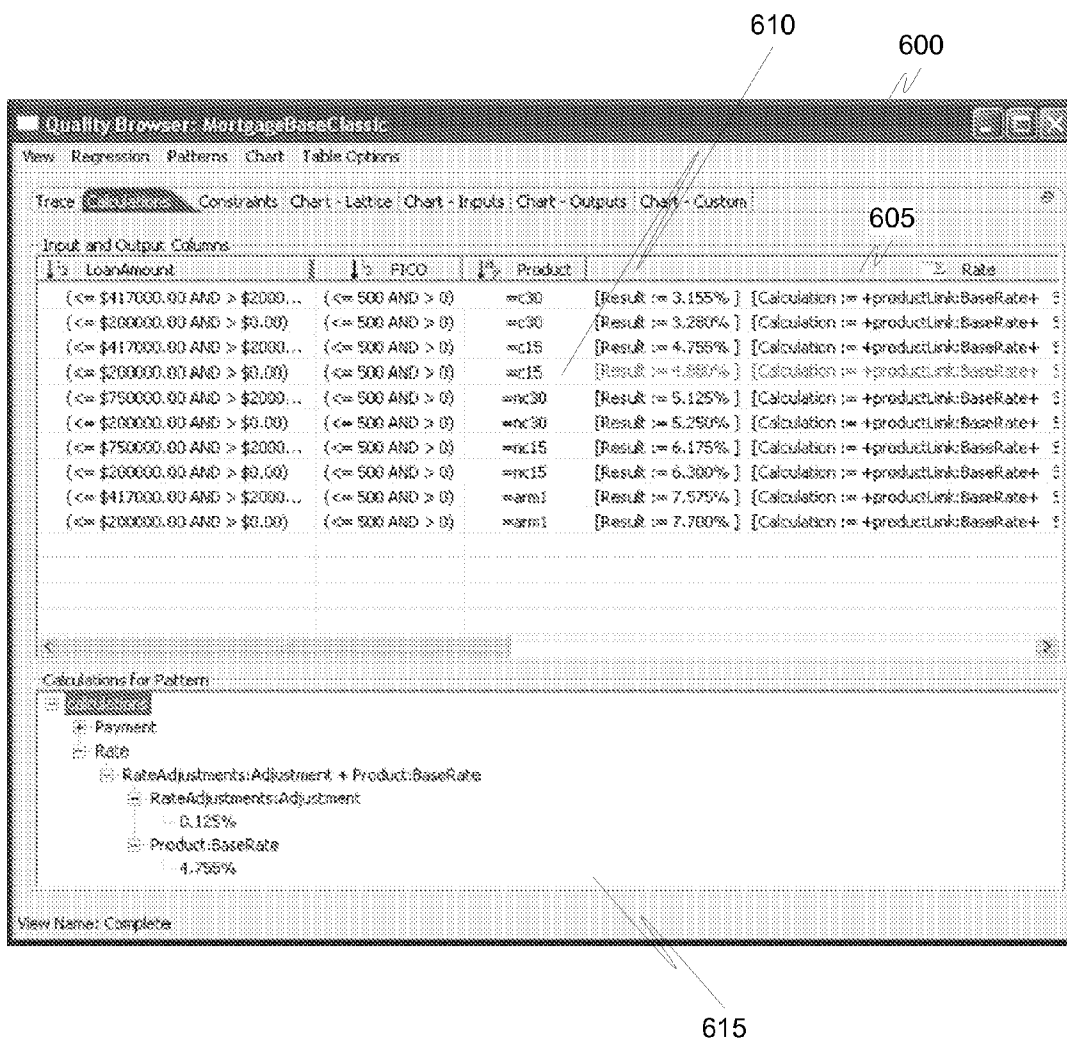 610
600
Quality Browser: MortgageBaseClassic
View Regression Patterns Chart Table Options
Trace Calculations Constraints Chart - Lattice Chart - Inputs Chart - Outputs Chart - Custom
605
Input and Output Columns
LoanAmount FICO Product Rate
(<= $417000.00 AND > $2000... (<= 500 AND > 0) =c30 [Result := 3.155% ] [Calculation := +productLink:BaseRate+
(<= $200000.00 AND > $0.00) (<= 500 AND > 0) =c30 [Result := 3.280% ] [Calculation := +productLink:BaseRate+
(<= $417000.00 AND > $2000... (<= 500 AND > 0) =c15 [Result := 4.755% ] [Calculation := +productLink:BaseRate+
(<= $200000.00 AND > $0.00) (<= 500 AND > 0) =c15 [Result := 4.880% ] [Calculation := +productLink:BaseRate+
(<= $750000.00 AND > $2000... (<= 500 AND > 0) =nc30 [Result := 5.125% ] [Calculation := +productLink:BaseRate+
(<= $200000.00 AND > $0.00) (<= 500 AND > 0) =nc30 [Result := 5.250% ] [Calculation := +productLink:BaseRate+
(<= $750000.00 AND > $2000... (<= 500 AND > 0) =nc15 [Result := 6.175% ] [Calculation := +productLink:BaseRate+
(<= $200000.00 AND > $0.00) (<= 500 AND > 0) =nc15 [Result := 6.300% ] [Calculation := +productLink:BaseRate+
(<= $417000.00 AND > $2000... (<= 500 AND > 0) =arm1 [Result := 7.575% ] [Calculation := +productLink:BaseRate+
(<= $200000.00 AND > $0.00) (<= 500 AND > 0) =arm1 [Result := 7.700% ] [Calculation := +productLink:BaseRate+
Calculations for Pattern
Payment
Rate
RateAdjustments:Adjustment + Product:BaseRate
RateAdjustments:Adjustment
0.125%
Product:BaseRate
4.755%
View Name: Complete
615